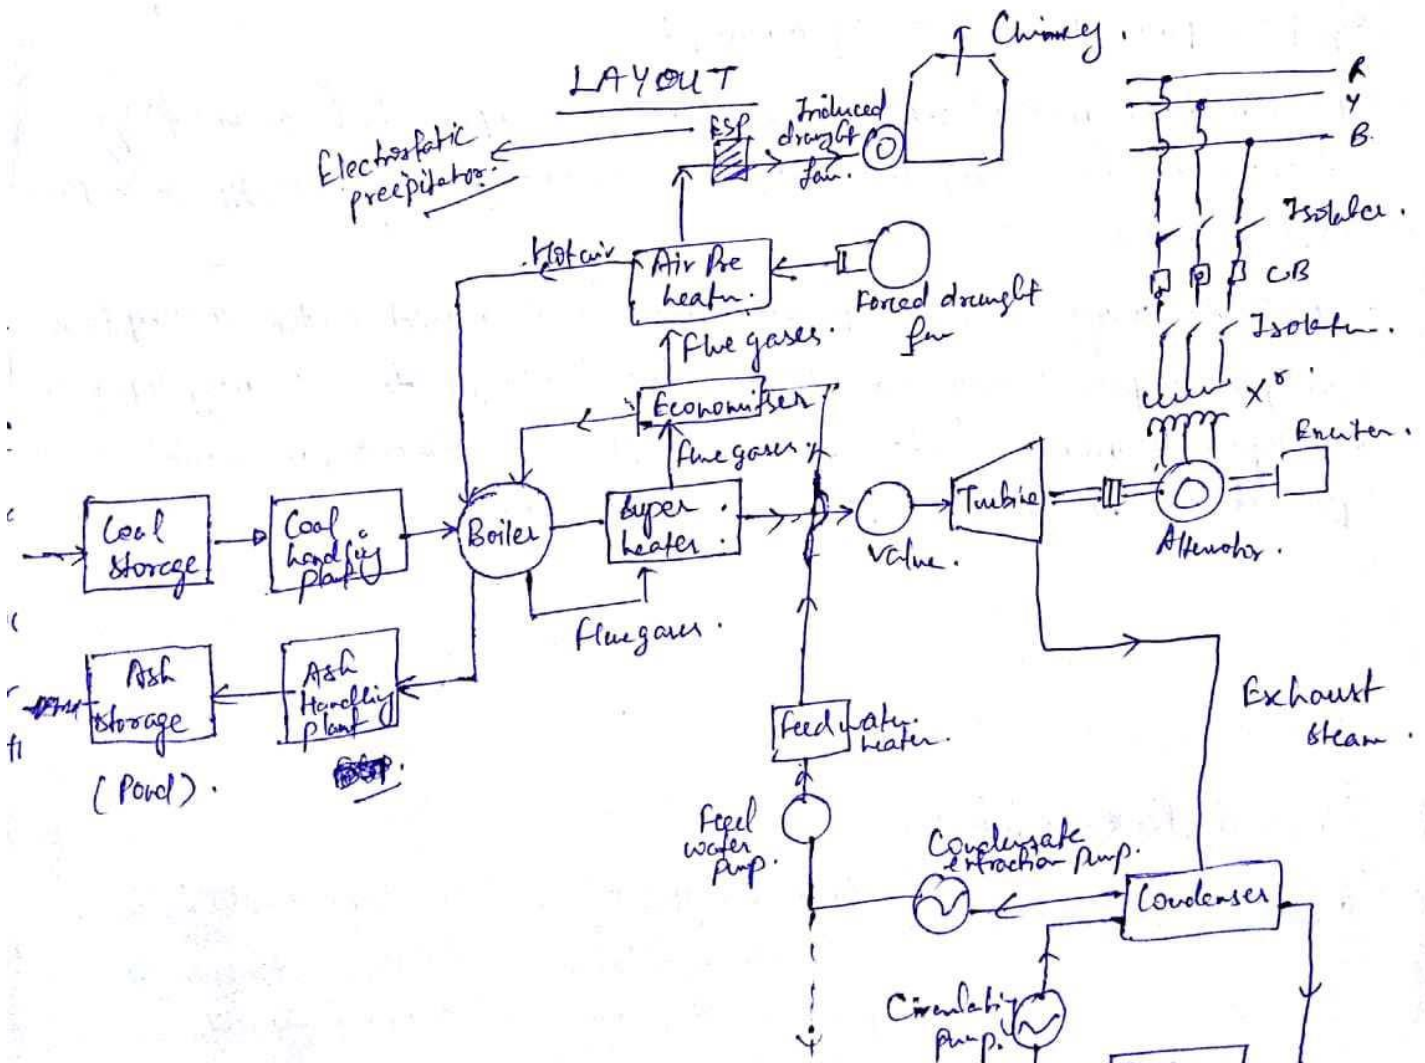 Chimney.
LAYOUT
R
Y
B.
ESP
Induced
draught
fan.
Electrostatic
precipitator.
Isolator.
Hot air
Air Pre
heater.
Forced draught
fan
CB
Isolator.
flue gases.
Economiser
Exciter.
flue gases
Turbine
Coal
storage
Coal
handling
plant
Boiler
Super
heater.
Value.
Alternator.
flue gases.
Ash
storage
Ash
Handling
plant
(Pond).
Exhaust
steam.
Feed water
heater.
Feed
water
pump.
Condensate
extraction pump.
Condenser
Circulating
pump.